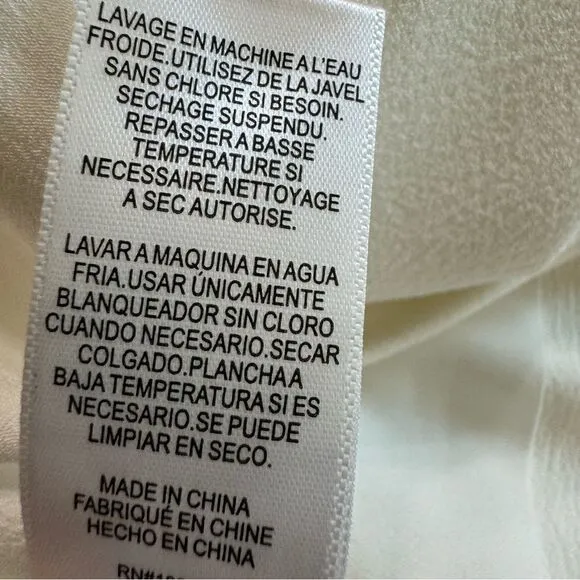 LAVAGE EN MACHINE A L'EAU
FROIDE.UTILISEZ DE LA JAVEL
SANS CHLORE SI BESOIN.
SECHAGE SUSPENDU.
REPASSER A BASSE
TEMPERATURE SI
NECESSAIRE.NETTOYAGE
A SEC AUTORISE.
LAVAR A MAQUINA EN AGUA
FRIA.USAR ÚNICAMENTE
BLANQUEADOR SIN CLORO
CUANDO NECESARIO.SECAR
COLGADO.PLANCHA A
BAJA TEMPERATURA SI ES
NECESARIO.SE PUEDE
LIMPIAR EN SECO.
MADE IN CHINA
FABRIQUÉ EN CHINE
HECHO EN CHINA